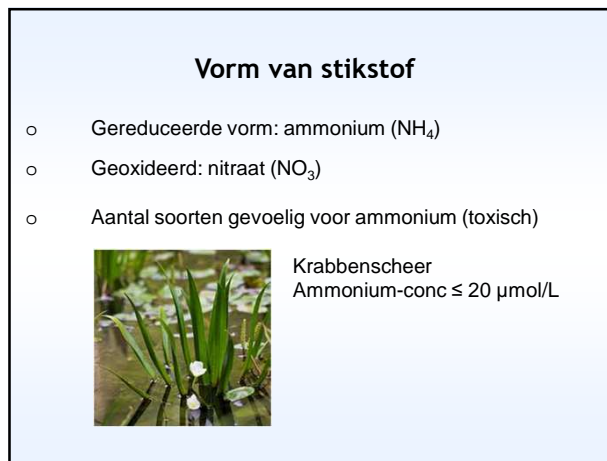 Vorm van stikstof
o Gereduceerde vorm: ammonium (NH₄)
o Geoxideerd: nitraat (NO₃)
o Aantal soorten gevoelig voor ammonium (toxisch)
Krabbenscheer
Ammonium-conc ≤ 20 µmol/L